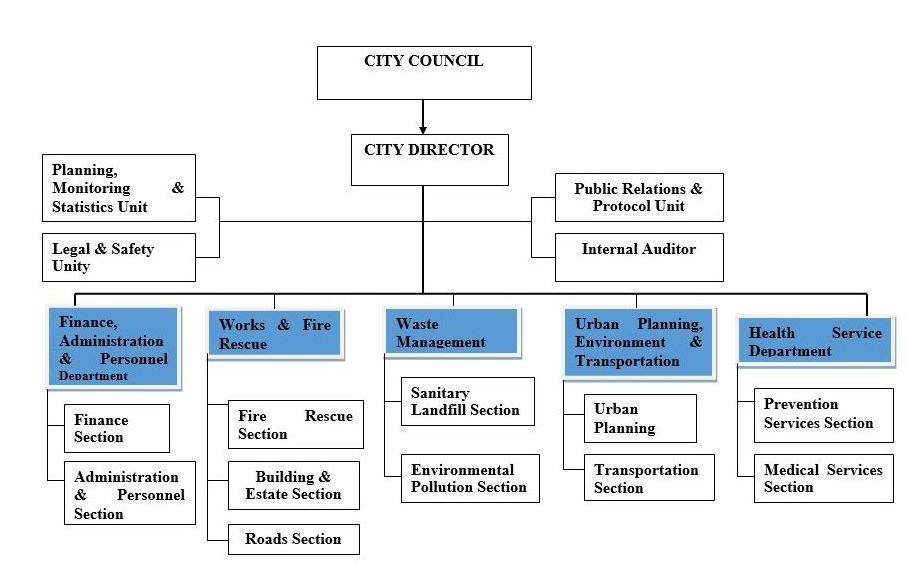 CITY COUNCIL
CITY DIRECTOR
Planning,
Monitoring &
Statistics Unit
Legal & Safety
Unity
Public Relations &
Protocol Unit
Internal Auditor
Finance,
Administration
& Personnel
Department
Works & Fire
Rescue
Waste
Management
Urban Planning,
Environment &
Transportation
Health Service
Department
Finance
Section
Administration
& Personnel
Section
Fire Rescue
Section
Building &
Estate Section
Roads Section
Sanitary
Landfill Section
Environmental
Pollution Section
Urban
Planning
Transportation
Section
Prevention
Services Section
Medical Services
Section